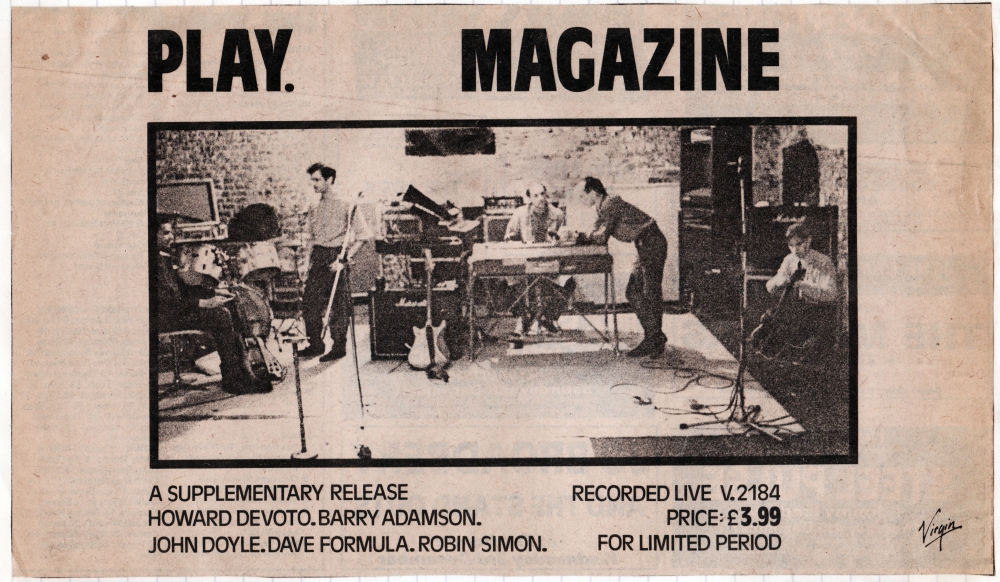 PLAY. MAGAZINE
A SUPPLEMENTARY RELEASE
HOWARD DEVOTO. BARRY ADAMSON.
JOHN DOYLE. DAVE FORMULA. ROBIN SIMON.
RECORDED LIVE V.2184
PRICE: £3.99
FOR LIMITED PERIOD
Virgin